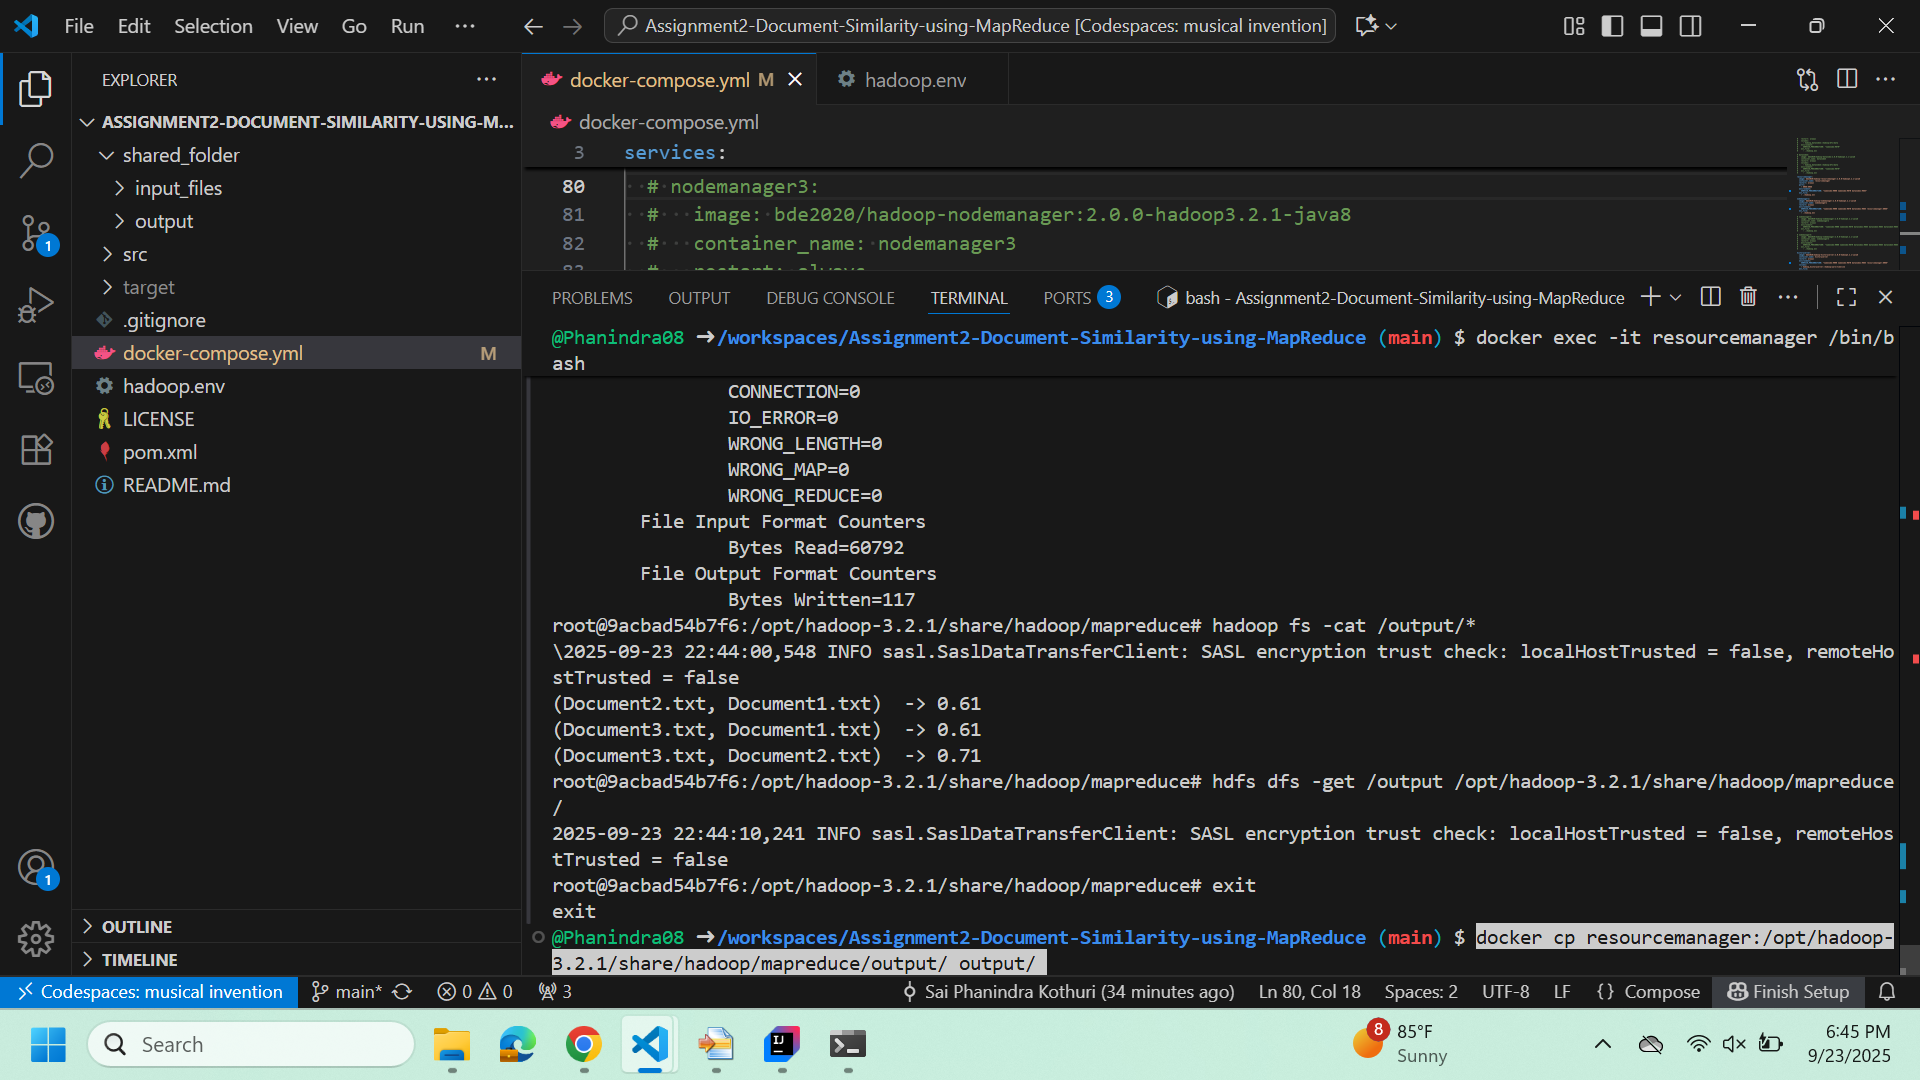 File Edit Selection View Go Run ···
Assignment2-Document-Similarity-using-MapReduce [Codespaces: musical invention]
EXPLORER
ASSIGNMENT2-DOCUMENT-SIMILARITY-USING-M...
shared_folder
input_files
output
src
target
.gitignore
docker-compose.yml M
hadoop.env
LICENSE
pom.xml
README.md
OUTLINE
TIMELINE
1
1
docker-compose.yml M
hadoop.env
docker-compose.yml
3 services:
80 # nodemanager3:
81 # image: bde2020/hadoop-nodemanager:2.0.0-hadoop3.2.1-java8
82 # container_name: nodemanager3
83 # restart: always
PROBLEMS OUTPUT DEBUG CONSOLE TERMINAL PORTS 3 bash - Assignment2-Document-Similarity-using-MapReduce
@Phanindra08 ➜/workspaces/Assignment2-Document-Similarity-using-MapReduce (main) $ docker exec -it resourcemanager /bin/b
ash
CONNECTION=0
IO_ERROR=0
WRONG_LENGTH=0
WRONG_MAP=0
WRONG_REDUCE=0
File Input Format Counters
Bytes Read=60792
File Output Format Counters
Bytes Written=117
root@9acbad54b7f6:/opt/hadoop-3.2.1/share/hadoop/mapreduce# hadoop fs -cat /output/*
\2025-09-23 22:44:00,548 INFO sasl.SaslDataTransferClient: SASL encryption trust check: localHostTrusted = false, remoteHo
stTrusted = false
(Document2.txt, Document1.txt) -> 0.61
(Document3.txt, Document1.txt) -> 0.61
(Document3.txt, Document2.txt) -> 0.71
root@9acbad54b7f6:/opt/hadoop-3.2.1/share/hadoop/mapreduce# hdfs dfs -get /output /opt/hadoop-3.2.1/share/hadoop/mapreduce
/
2025-09-23 22:44:10,241 INFO sasl.SaslDataTransferClient: SASL encryption trust check: localHostTrusted = false, remoteHos
tTrusted = false
root@9acbad54b7f6:/opt/hadoop-3.2.1/share/hadoop/mapreduce# exit
exit
@Phanindra08 ➜/workspaces/Assignment2-Document-Similarity-using-MapReduce (main) $ docker cp resourcemanager:/opt/hadoop-
3.2.1/share/hadoop/mapreduce/output/ output/
Codespaces: musical invention main* 0 0 3 Sai Phanindra Kothuri (34 minutes ago) Ln 80, Col 18 Spaces: 2 UTF-8 LF {} Compose Finish Setup
Search
8
85°F
Sunny
6:45 PM
9/23/2025